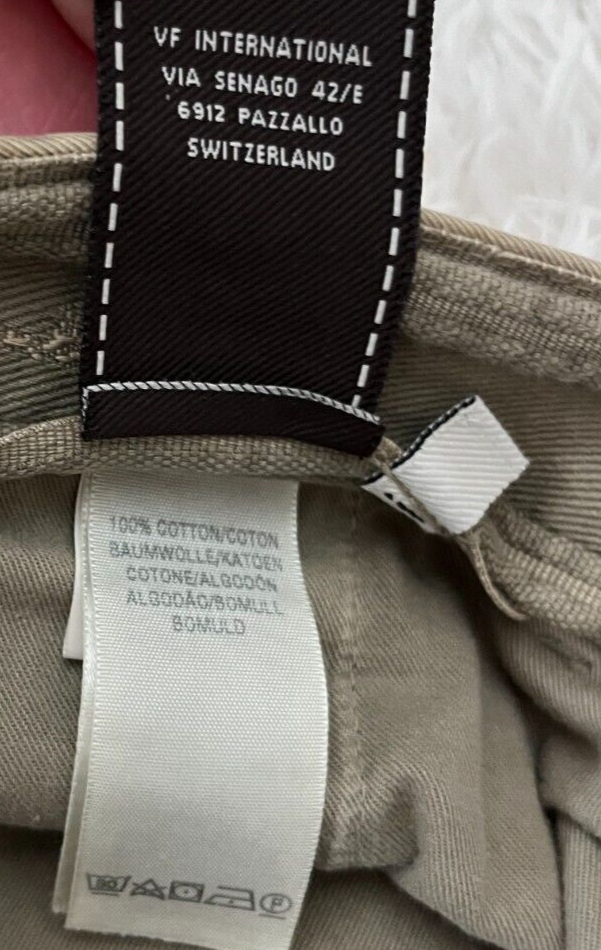 VF INTERNATIONAL
VIA SENAGO 42/E
6912 PAZZALLO
SWITZERLAND
100% COTTON/COTON
BAUMWOLLE/KATOEN
COTONE/ALGODÓN
ALGODÃO/BOMULL
BOMULD